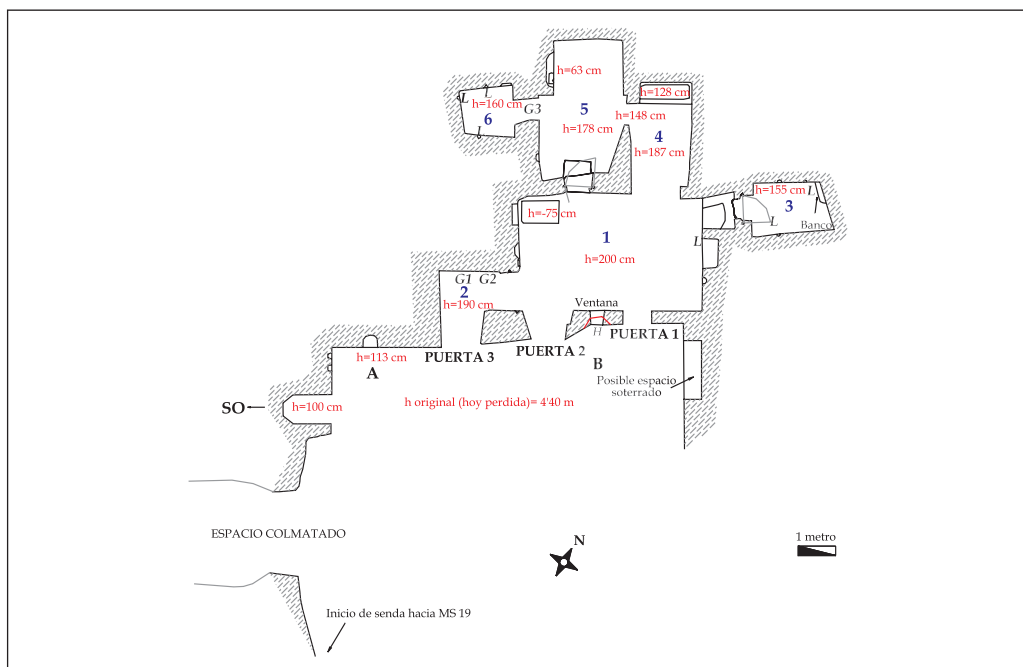 h=63 cm
h=128 cm
L
L
h=160 cm
G3
5
6
h=148 cm
h=178 cm
4
L
h=187 cm
h=155 cm
L
3
L
Banco
h=-75 cm
1
L
h=200 cm
G1 G2
2
h=190 cm
Ventana
H
PUERTA 1
PUERTA 2
PUERTA 3
h=113 cm
A
B
Posible espacio
soterrado
SO
h=100 cm
h original (hoy perdida)= 4'40 m
ESPACIO COLMATADO
N
1 metro
Inicio de senda hacia MS 19